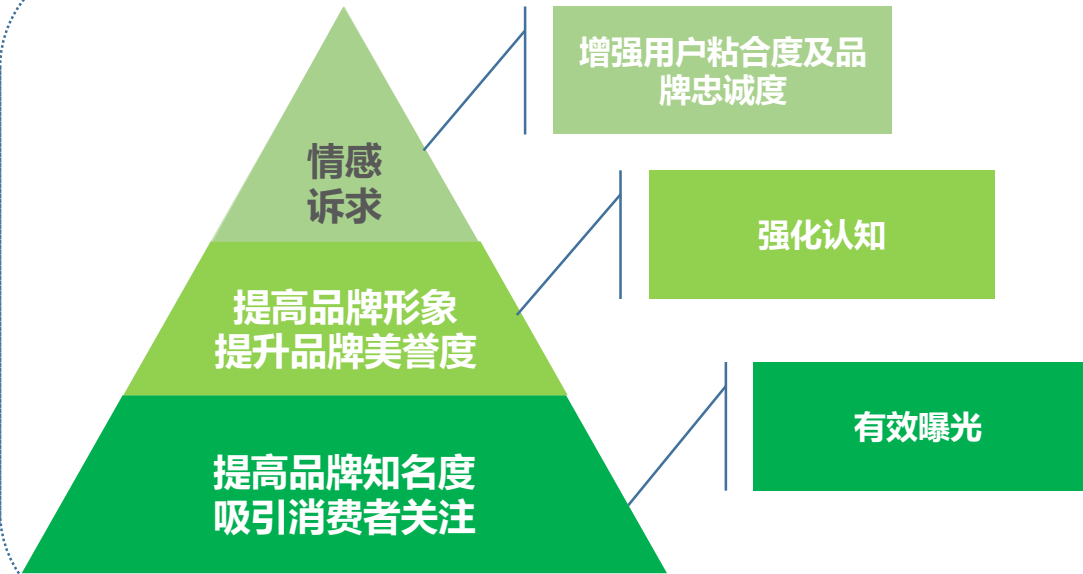 增强用户粘合度及品
牌忠诚度
情感
诉求
强化认知
提高品牌形象
提升品牌美誉度
有效曝光
提高品牌知名度
吸引消费者关注